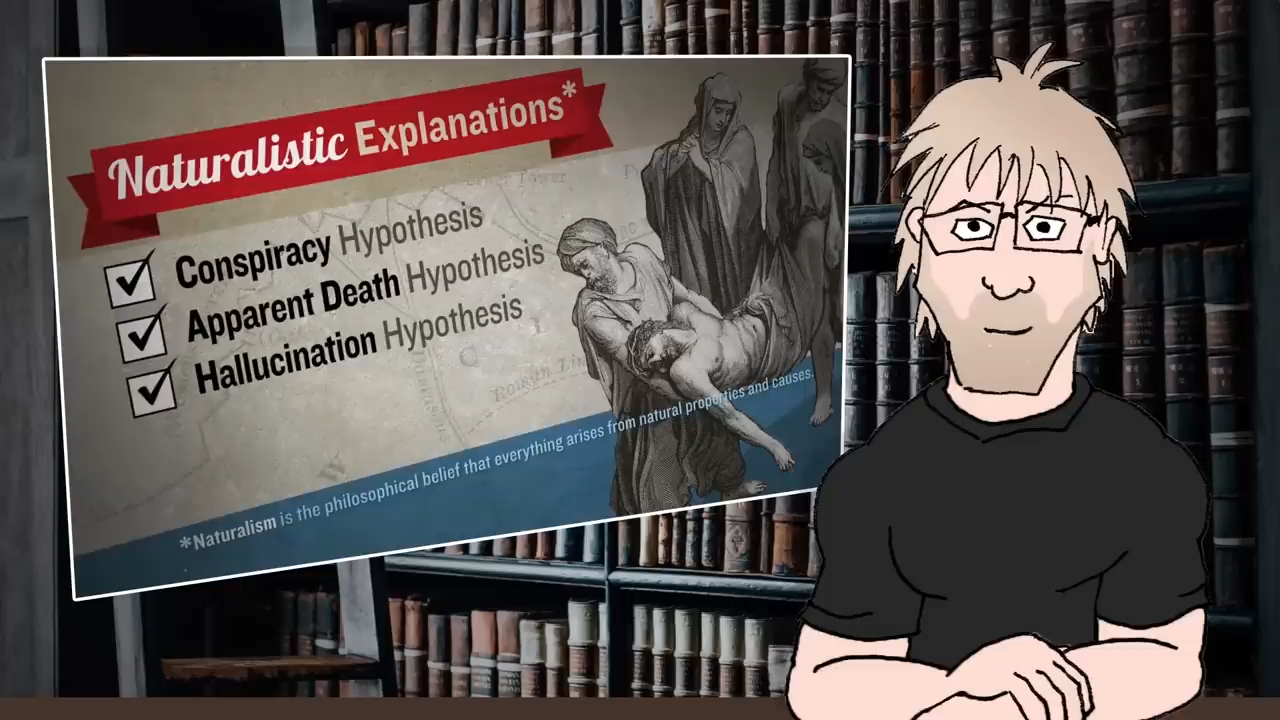 Naturalistic Explanations*
Conspiracy Hypothesis
Apparent Death Hypothesis
Hallucination Hypothesis
*Naturalism is the philosophical belief that everything arises from natural properties and causes.